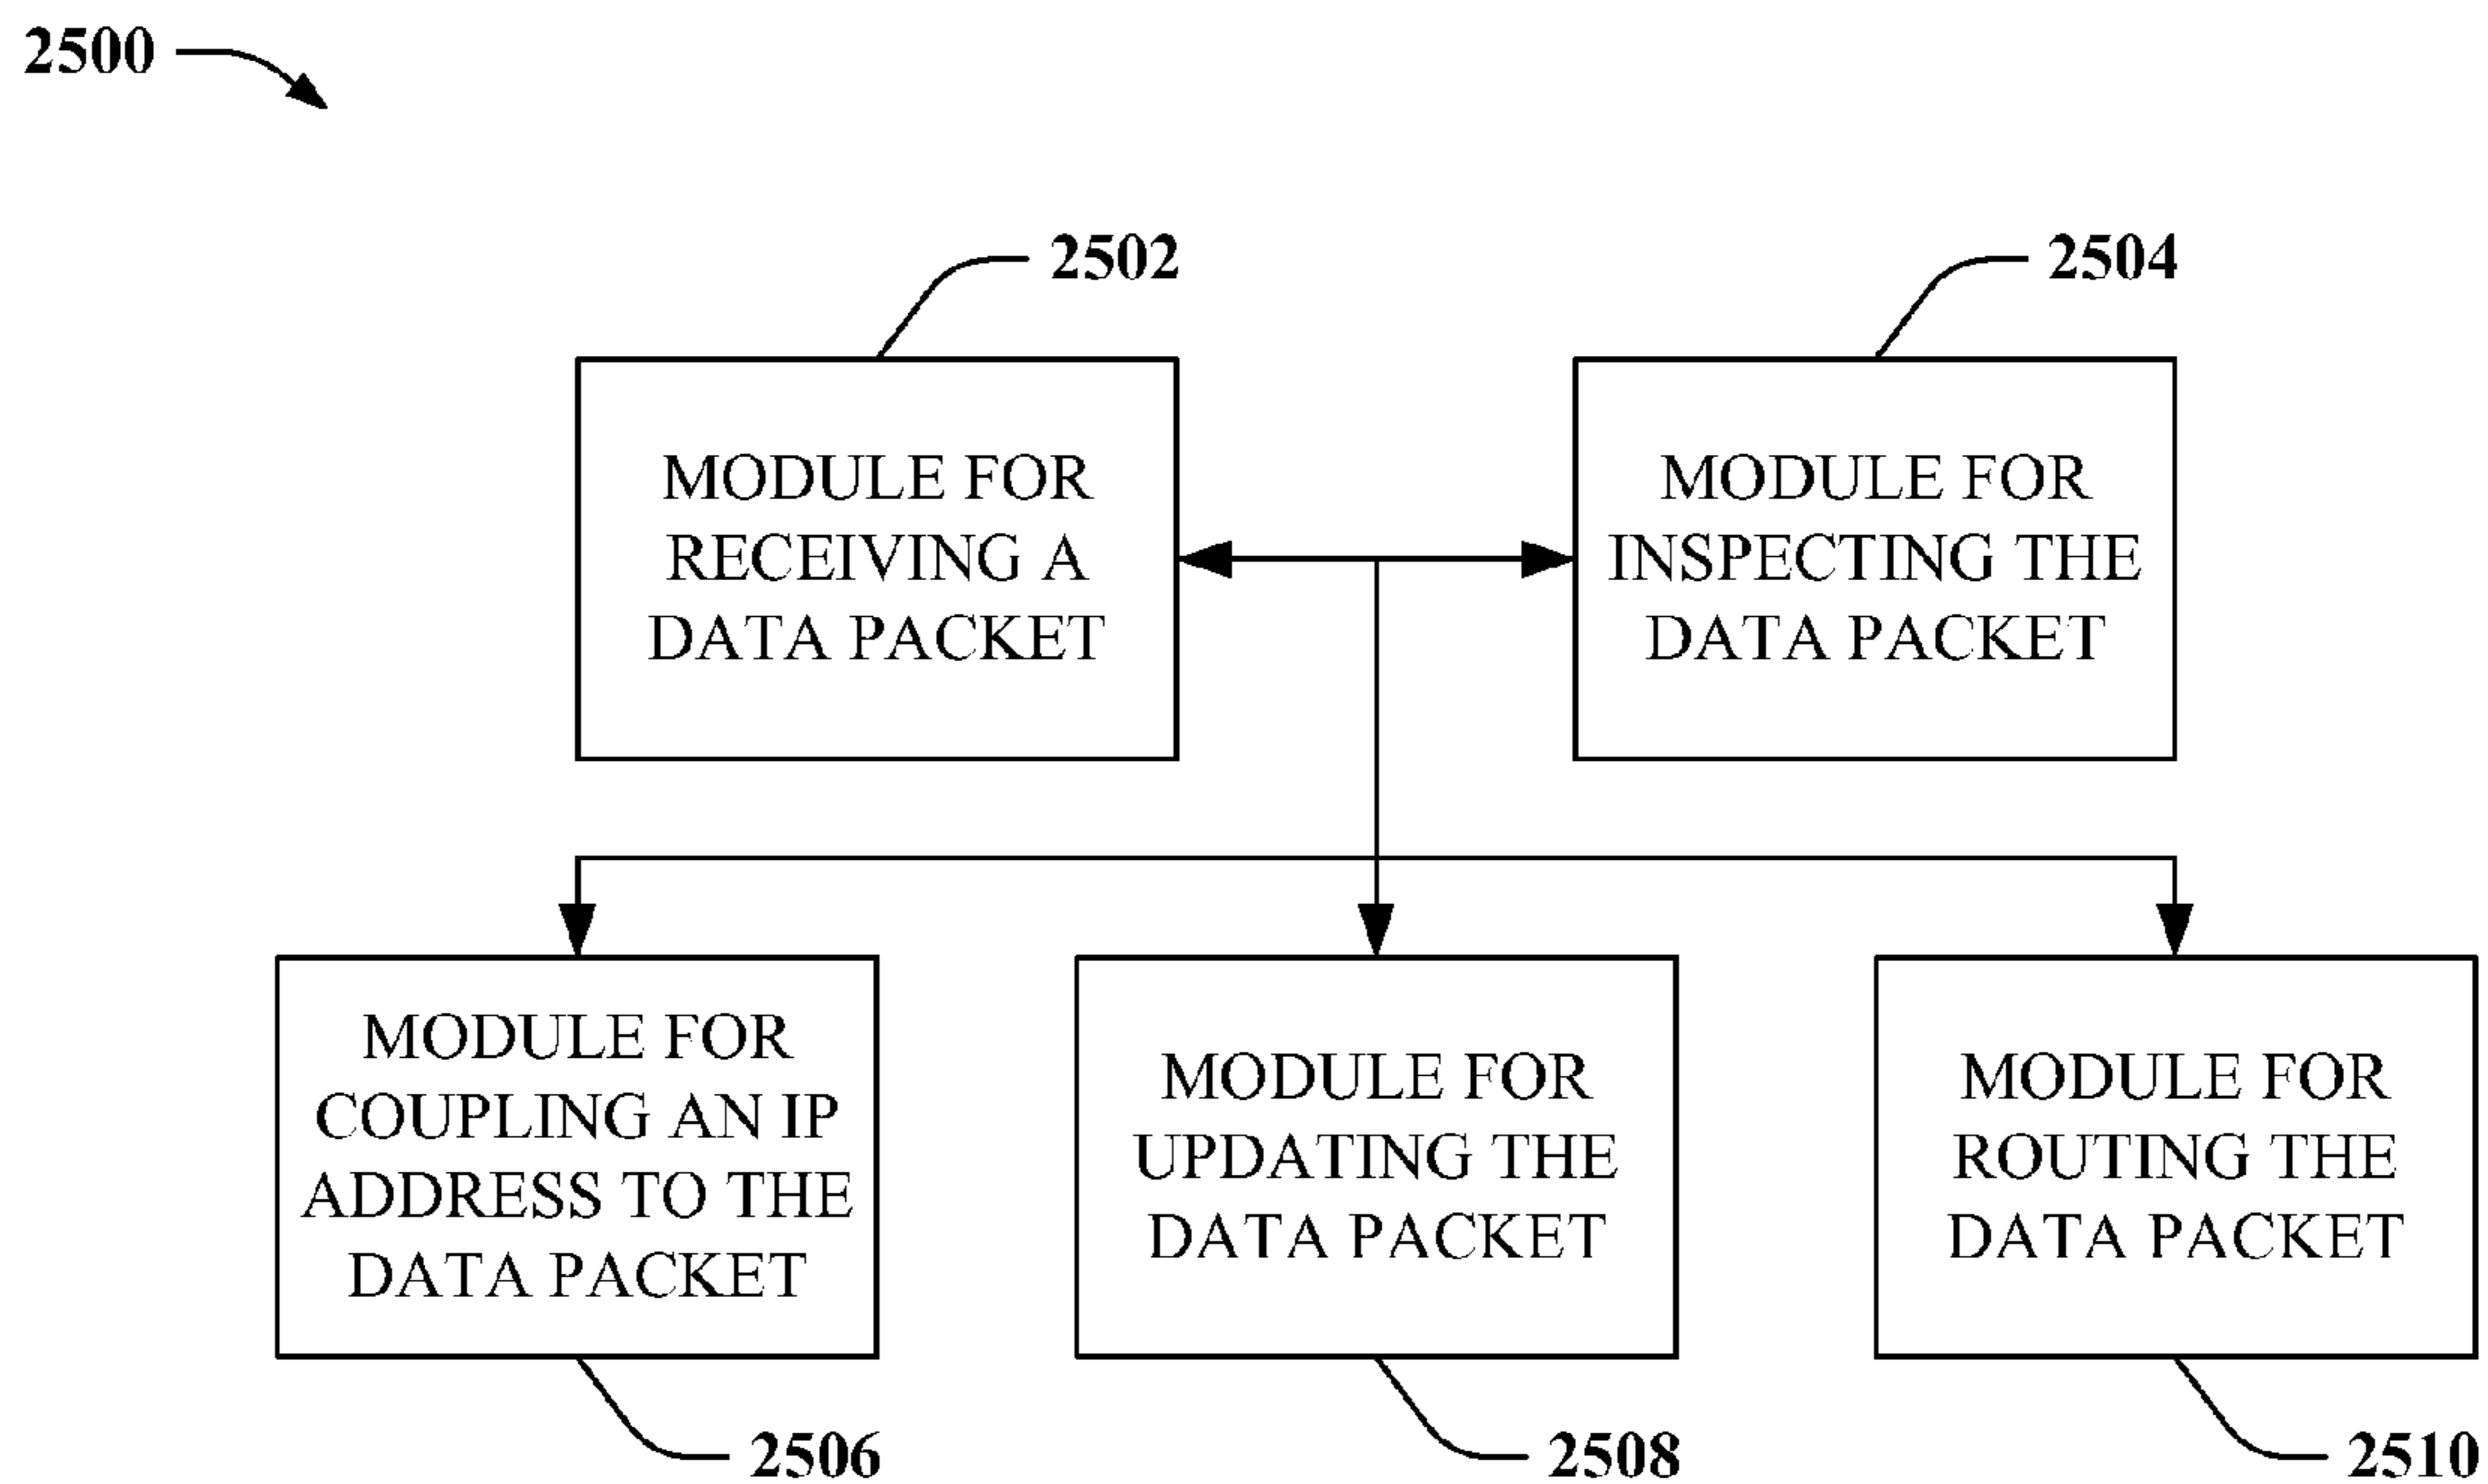 2500
2502
2504
MODULE FOR
RECEIVING A
DATA PACKET
MODULE FOR
INSPECTING THE
DATA PACKET
MODULE FOR
COUPLING AN IP
ADDRESS TO THE
DATA PACKET
MODULE FOR
UPDATING THE
DATA PACKET
MODULE FOR
ROUTING THE
DATA PACKET
2506
2508
2510